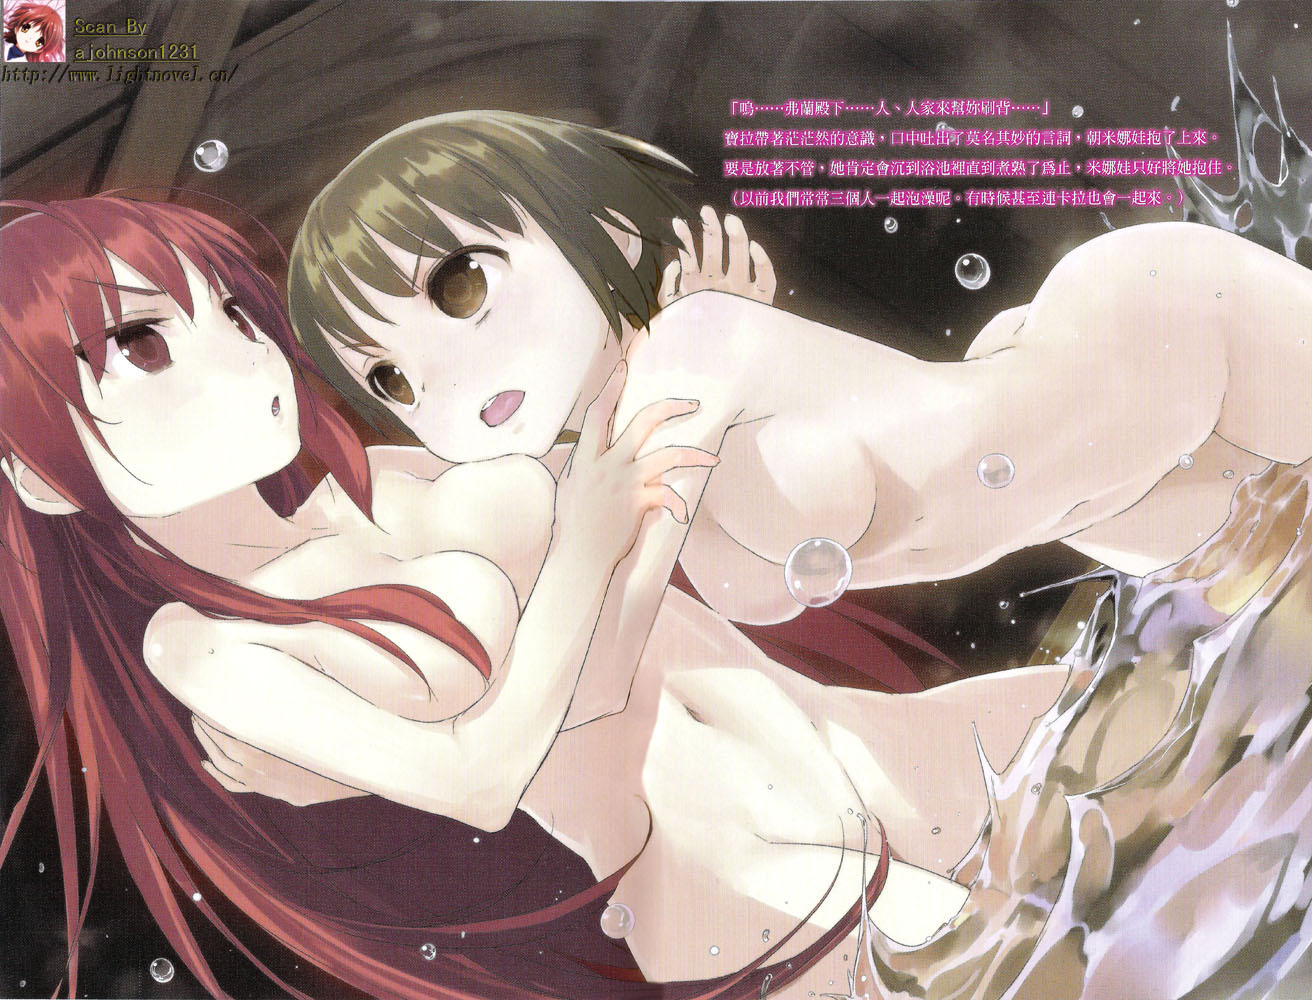 Scan By
ajohnson1231
http://www.lightnovel.cn/
「嗚……弗蘭殿下……人、人家來幫妳刷背……」
寶拉帶著茫茫然的意識，口中吐出了莫名其妙的言詞，朝米娜娃抱了上來。
要是放著不管，她肯定會沉到浴池裡直到煮熟了爲止，米娜娃只好將她抱住。
（以前我們常常三個人一起泡澡呢。有時候甚至連卡拉也會一起來。）